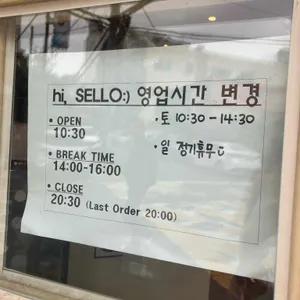 hi, SELLO:) 영업시간 변경
• OPEN
10:30
• BREAK TIME
14:00-16:00
• CLOSE
20:30 (Last Order 20:00)
• 토 10:30-14:30
• 일 정기휴무